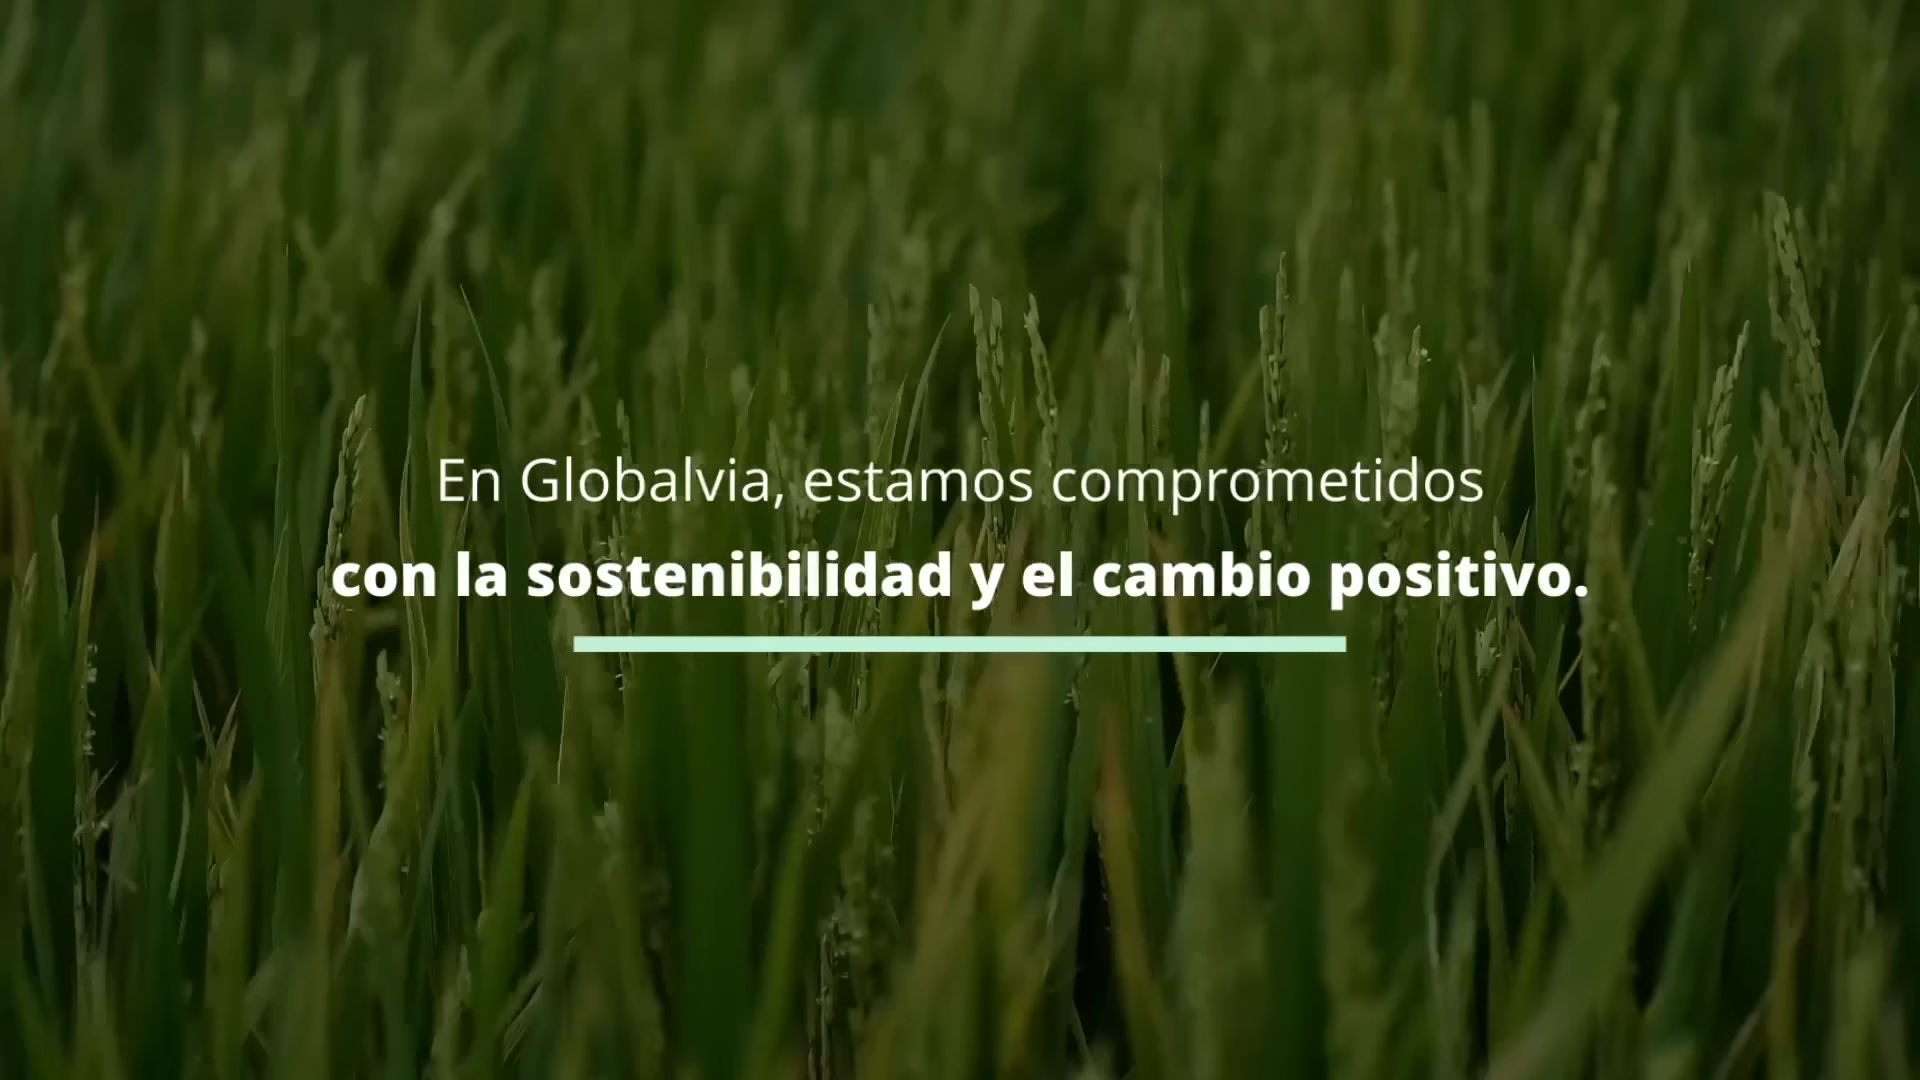 En Globalvia, estamos comprometidos
con la sostenibilidad y el cambio positivo.